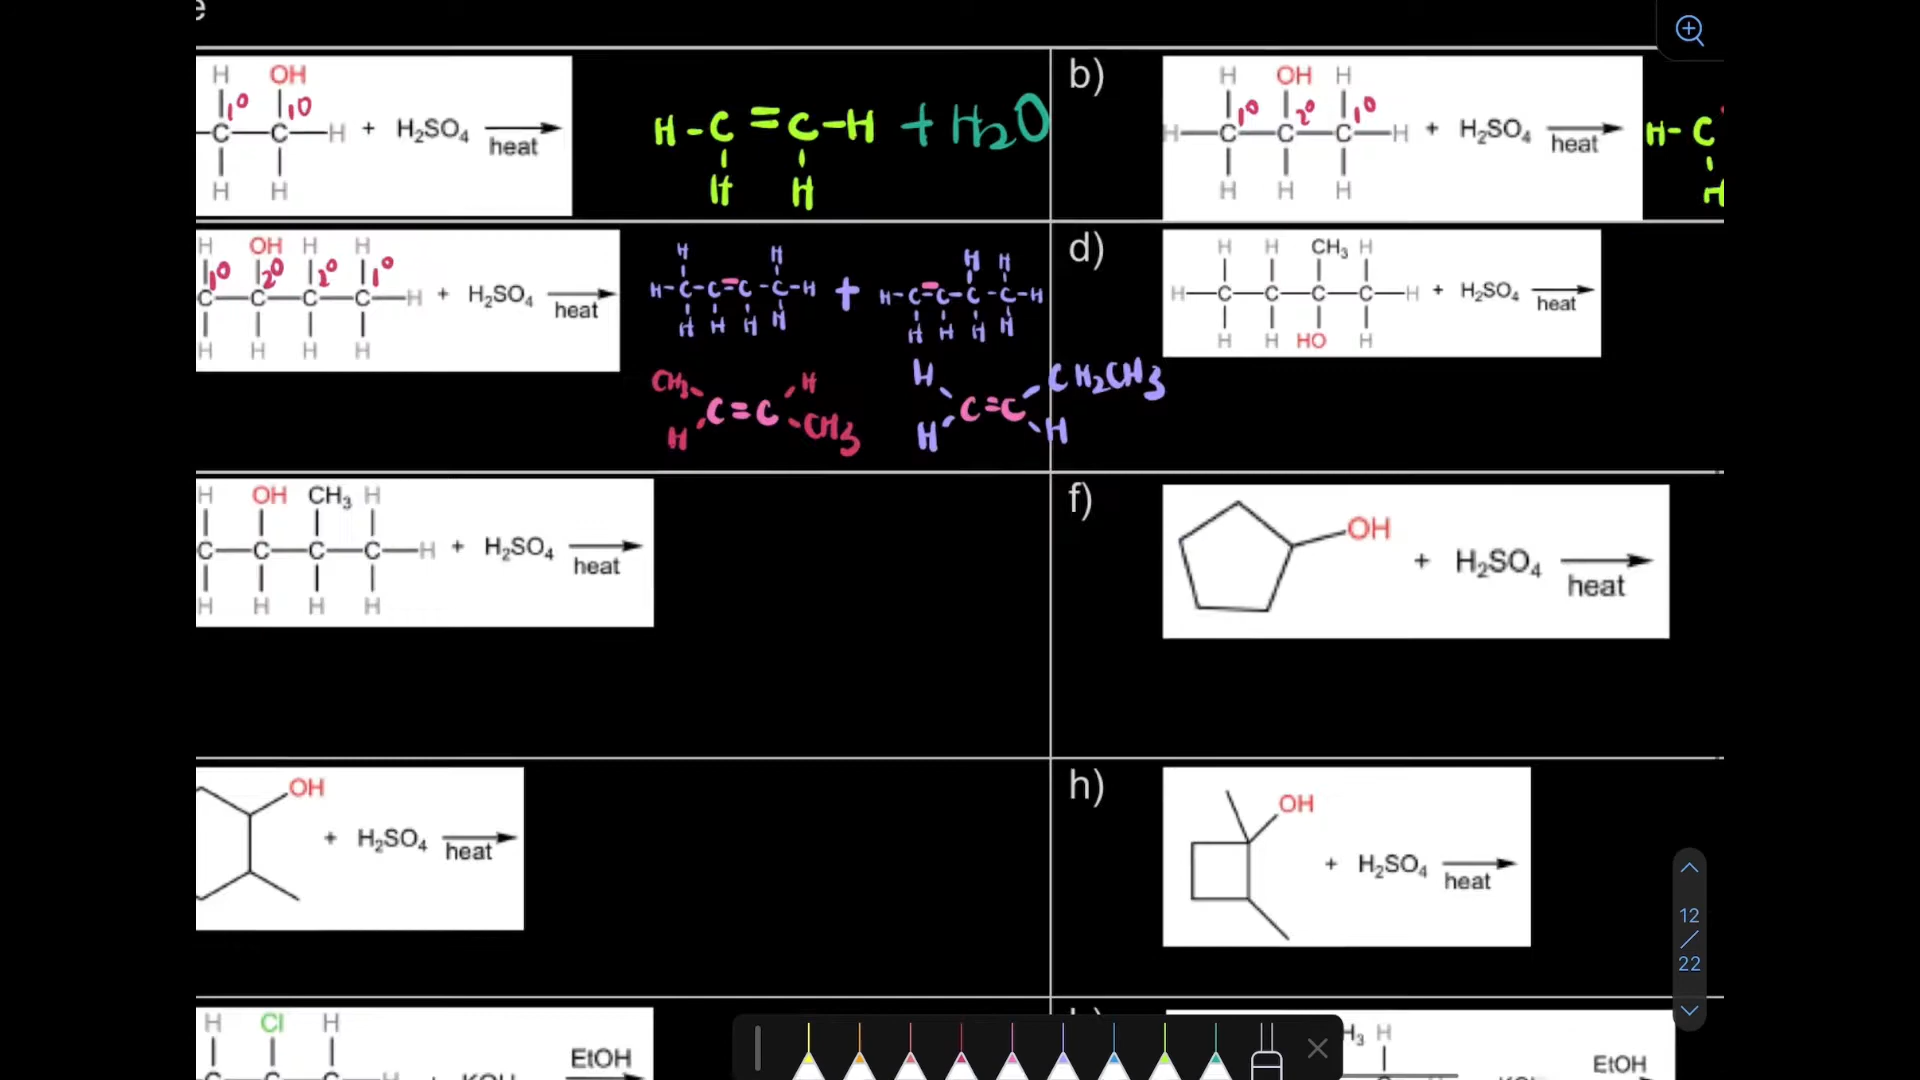 e
H OH
1° 1°
C C H + H₂SO₄ heat
H H
H-C=C-H + H₂O
H H
b)
H OH H
1° 2° 1°
H C C C H + H₂SO₄ heat
H H H
H-C
H
H OH H H
1° 2° 2° 1°
C C C C H + H₂SO₄ heat
H H H H
H H
H-C-C=C-C-H
H H H H
+
H H
H-C=C-C-C-H
H H H H
CH₃ H
C=C
H CH₃
H CH₂CH₃
C=C
H H
d)
H H CH₃ H
H C C C C H + H₂SO₄ heat
H H HO H
H OH CH₃ H
C C C C H + H₂SO₄ heat
H H H H
f)
OH
+ H₂SO₄ heat
OH
+ H₂SO₄ heat
h)
OH
+ H₂SO₄ heat
12
/
22
H Cl H
EtOH
H₃ H
EtOH